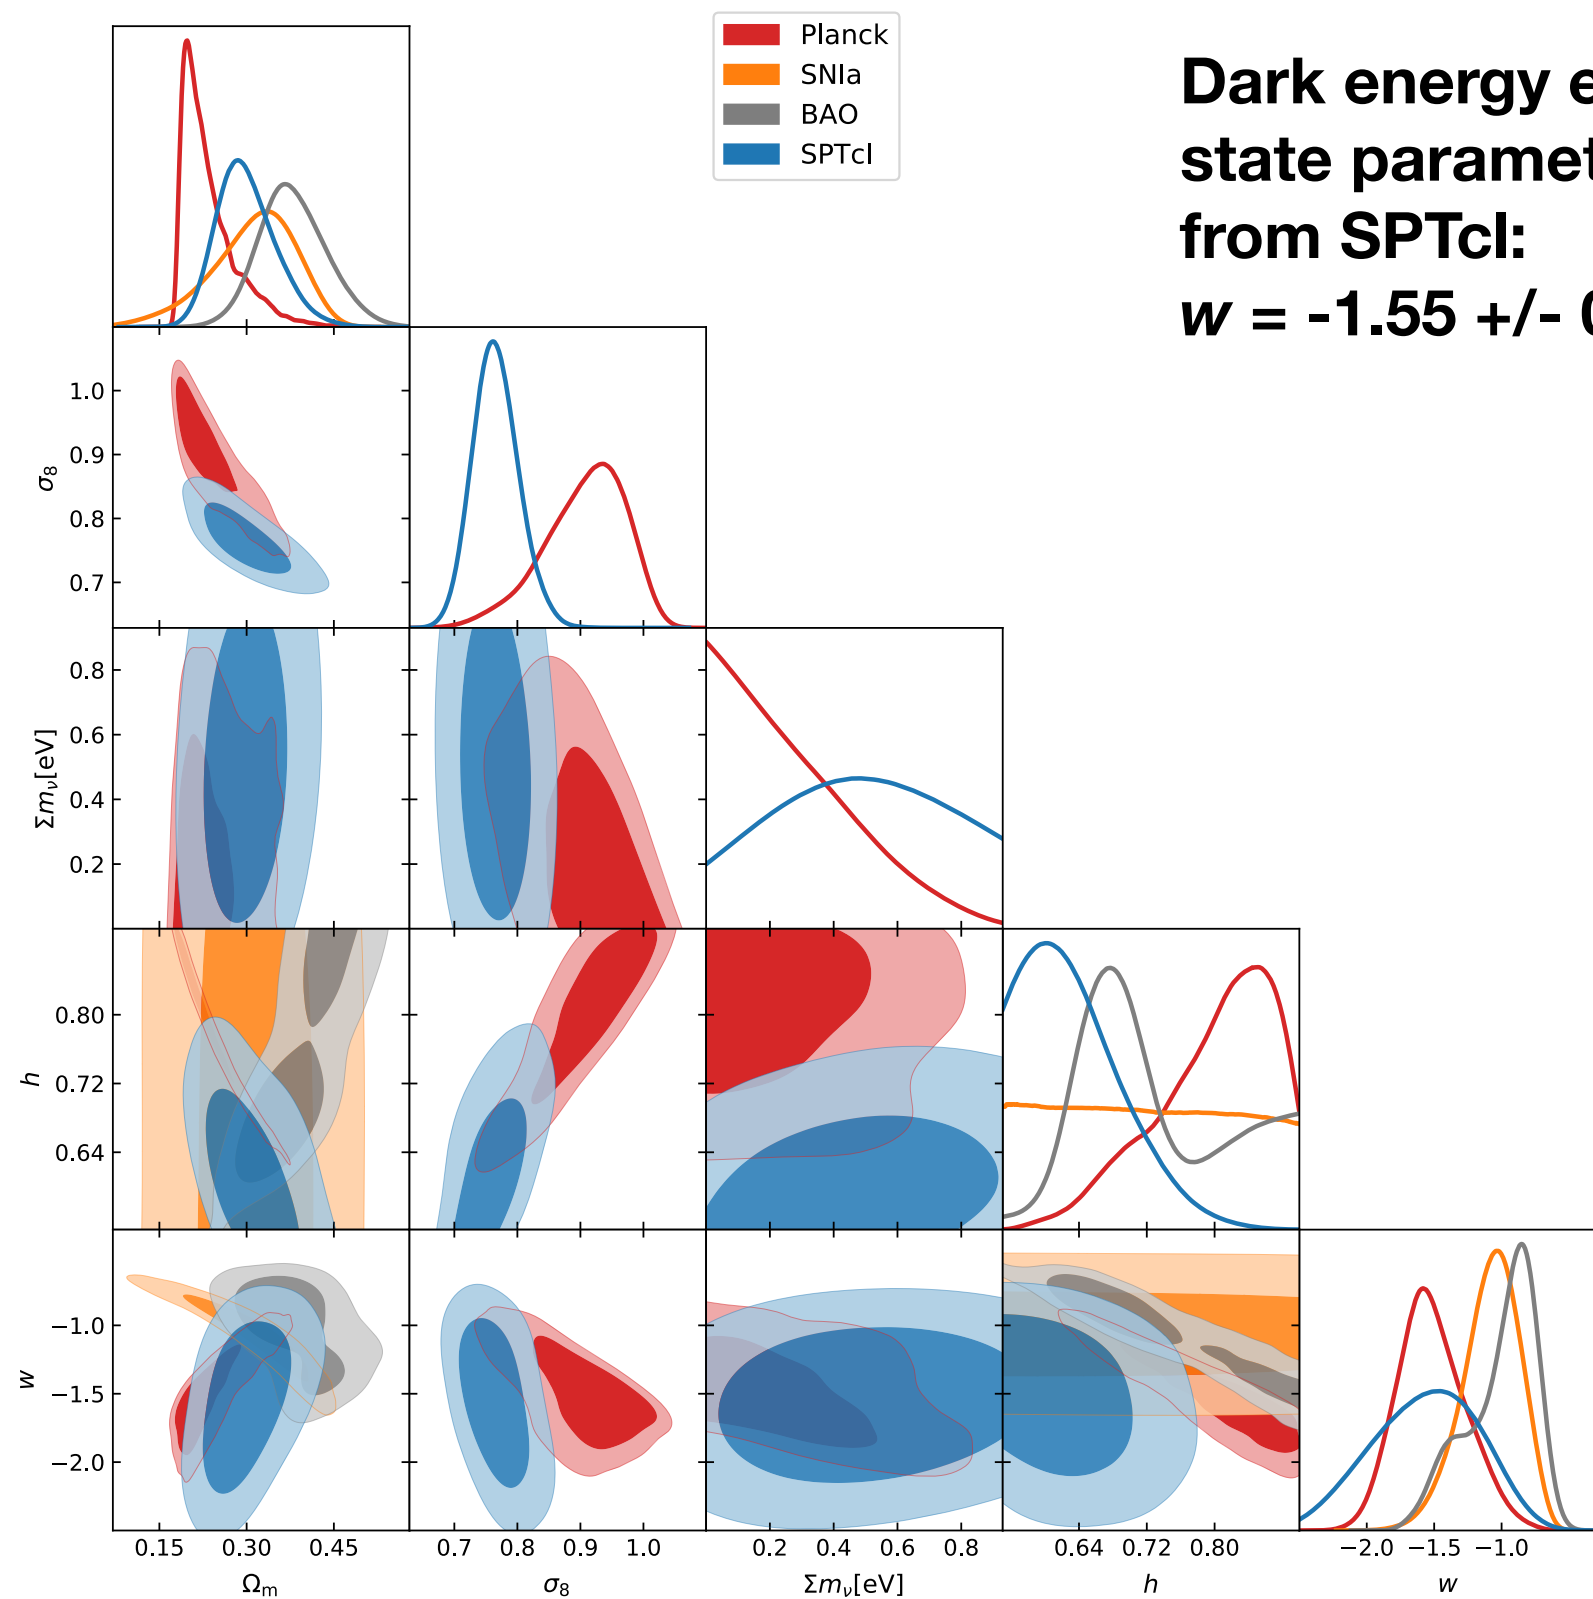 Planck
SNIa
BAO
SPTcl
Dark energy
state
from SPTcl:
w = -1.55 +/-
1.0
0.9
0.8
0.7
σ8
0.8
0.6
0.4
0.2
Σmν[eV]
0.80
0.72
0.64
h
−1.0
−1.5
−2.0
w
0.15 0.30 0.45 0.7 0.8 0.9 1.0 0.2 0.4 0.6 0.8 0.64 0.72 0.80 −2.0 −1.5 −1.0
Ωm σ8 Σmν[eV] h w